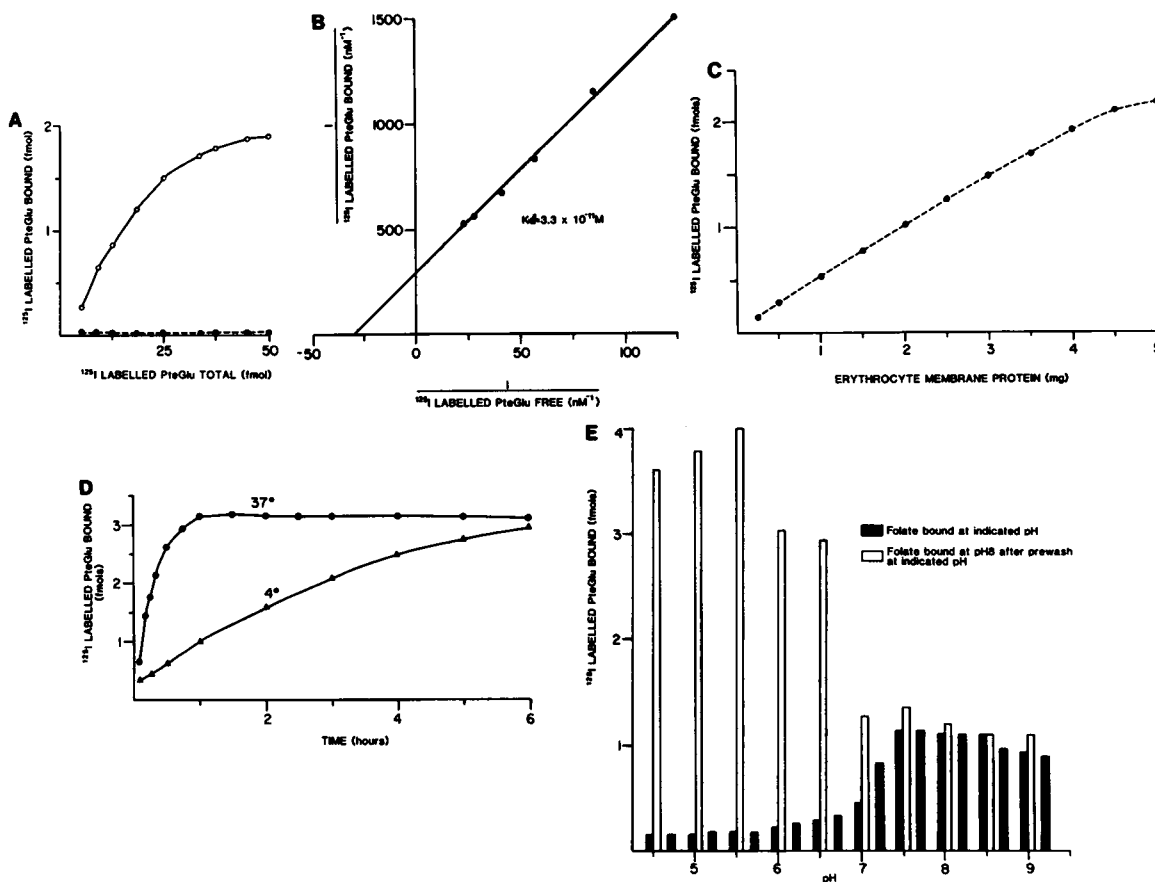 A
¹²⁵I LABELLED PteGlu BOUND (fmol)
2
1
25
50
¹²⁵I LABELLED PteGlu TOTAL (fmol)
B
1
¹²⁵I LABELLED PteGlu BOUND (nM⁻¹)
1500
1000
500
Kd=3.3 x 10⁻¹¹M
-50
0
50
100
1
¹²⁵I LABELLED PteGlu FREE (nM⁻¹)
C
¹²⁵I LABELLED PteGlu BOUND (fmols)
2
1
1
2
3
4
5
ERYTHROCYTE MEMBRANE PROTEIN (mg)
D
¹²⁵I LABELLED PteGlu BOUND
(fmols)
3
2
1
37°
4°
2
4
6
TIME (hours)
E
¹²⁵I LABELLED PteGlu BOUND (fmols)
4
3
2
1
Folate bound at indicated pH
Folate bound at pH8 after prewash
at indicated pH
5
6
7
8
9
pH